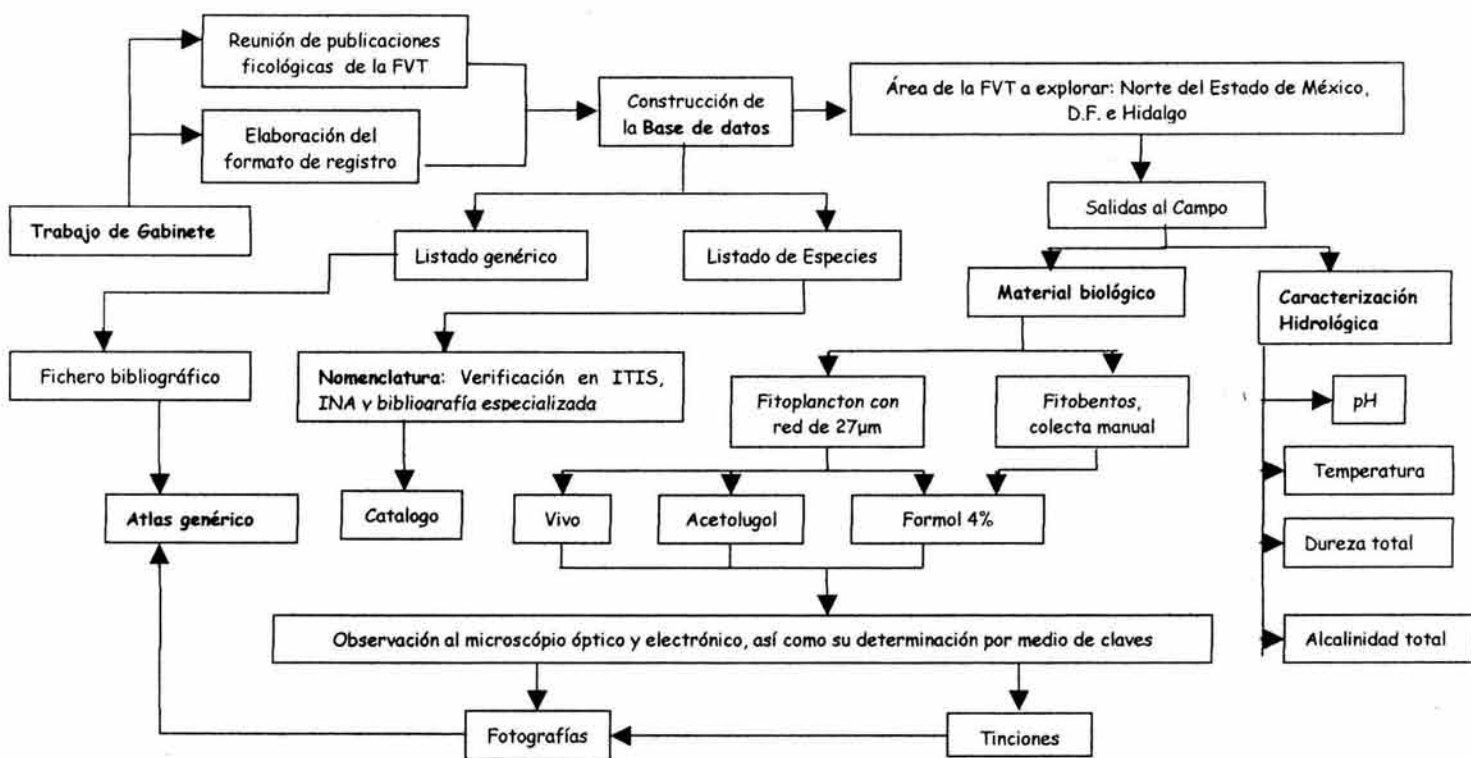 Reunión de publicaciones
ficológicas de la FVT
Elaboración del
formato de registro
Trabajo de Gabinete
Construcción de
la Base de datos
Área de la FVT a explorar: Norte del Estado de México,
D.F. e Hidalgo
Salidas al Campo
Listado genérico
Listado de Especies
Material biológico
Caracterización
Hidrológica
Fichero bibliográfico
Nomenclatura: Verificación en ITIS,
INA y bibliografía especializada
Fitoplancton con
red de 27µm
Fitobentos,
colecta manual
pH
Temperatura
Dureza total
Alcalinidad total
Atlas genérico
Catalogo
Vivo
Acetolugol
Formol 4%
Observación al microscópio óptico y electrónico, así como su determinación por medio de claves
Fotografías
Tinciones